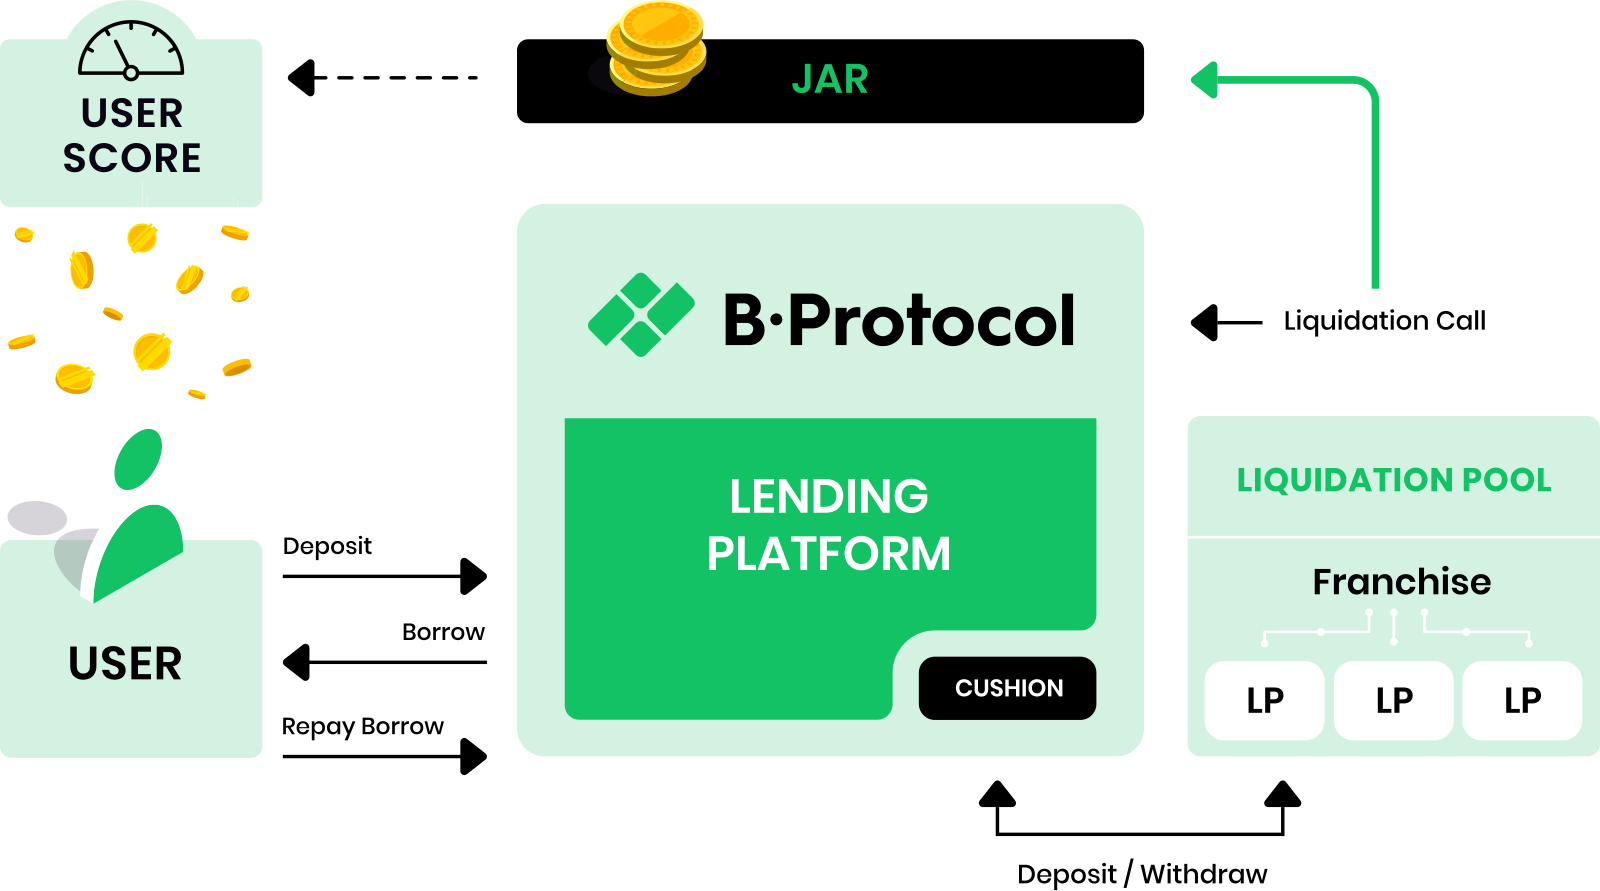 USER
SCORE
JAR
B·Protocol
Liquidation Call
LENDING
PLATFORM
LIQUIDATION POOL
Deposit
Franchise
Borrow
USER
CUSHION
LP
LP
LP
Repay Borrow
Deposit / Withdraw